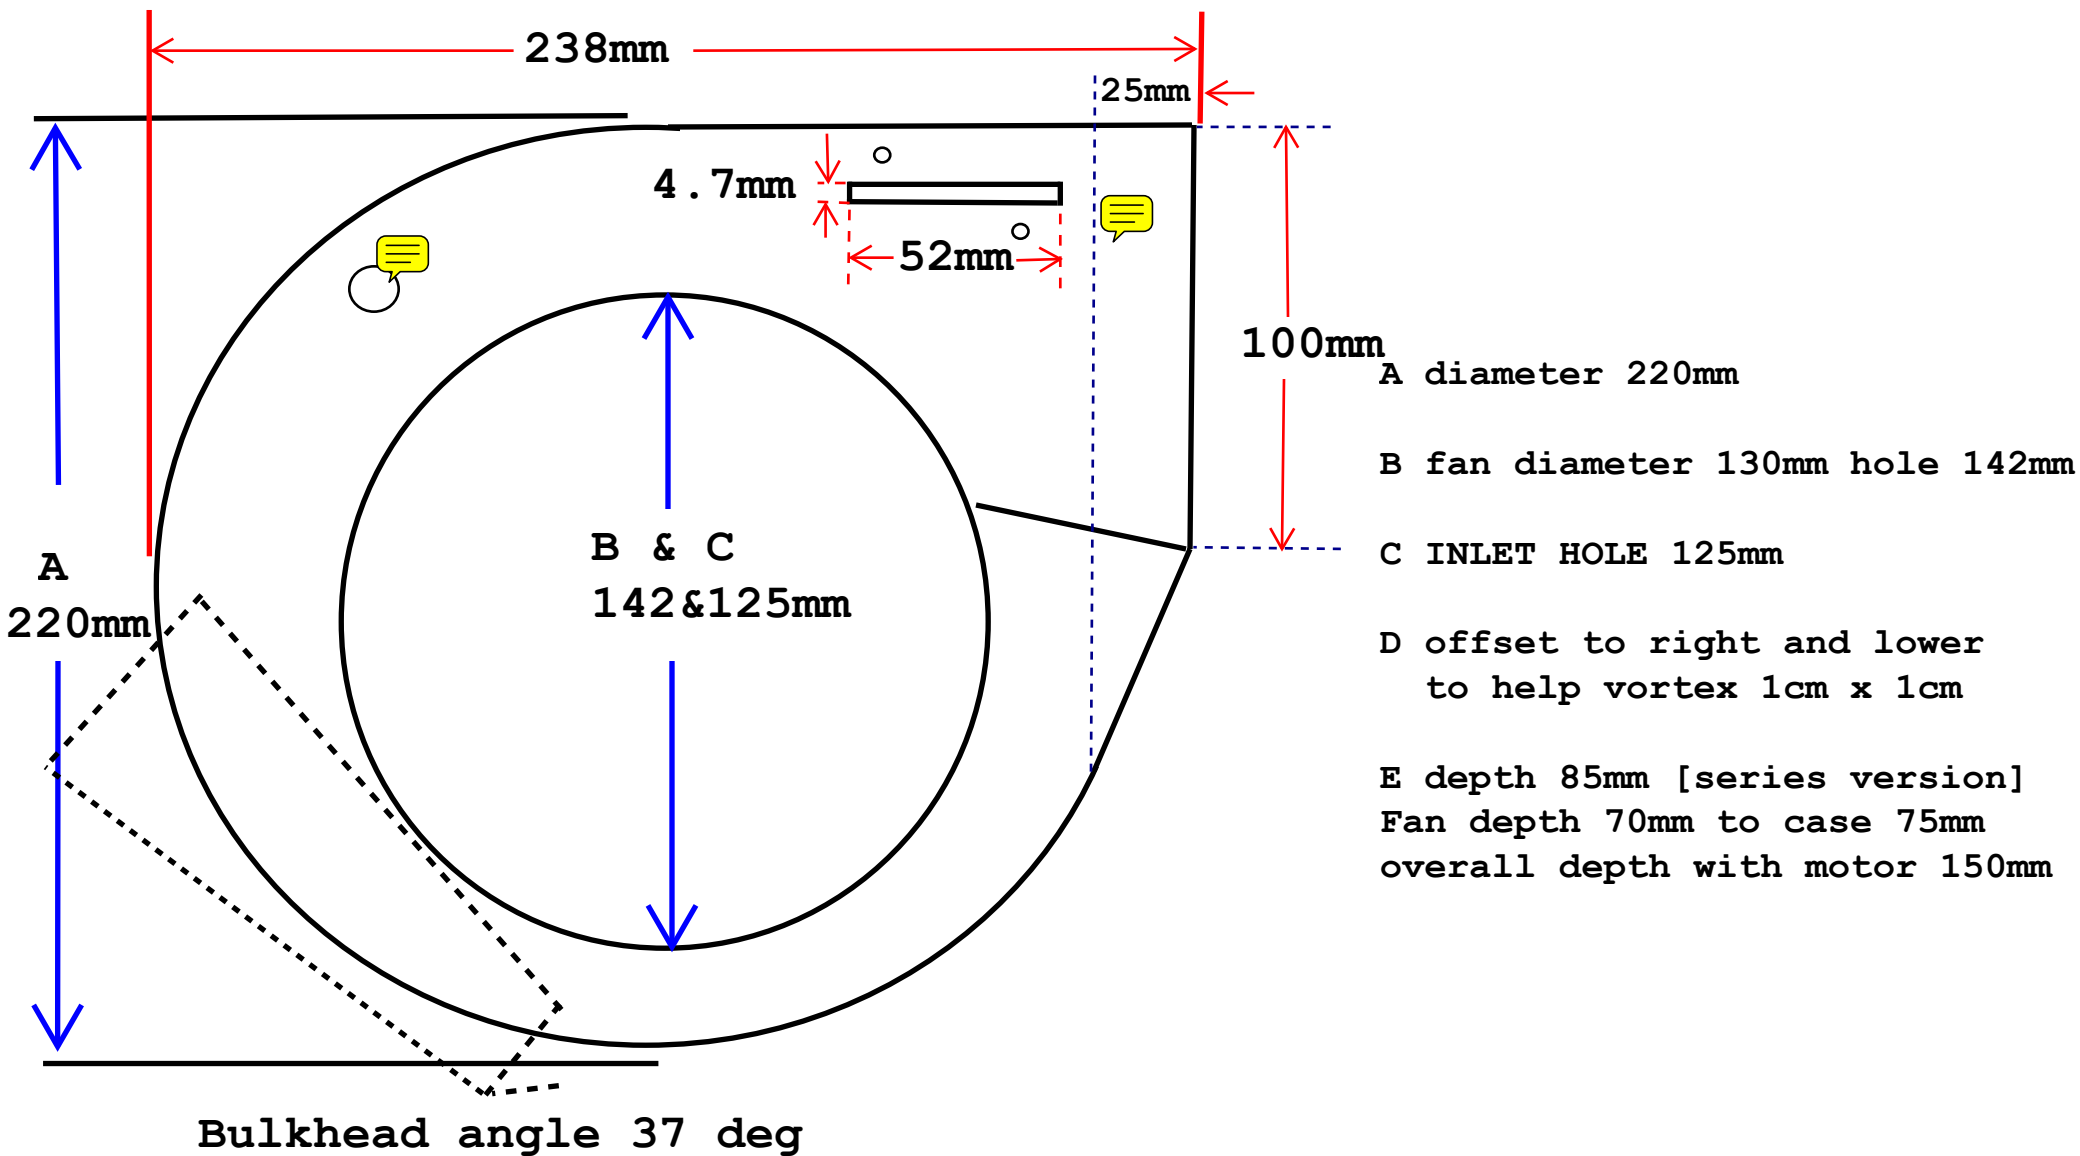 238mm
25mm
4.7mm
52mm
100mm
A diameter 220mm
B fan diameter 130mm hole 142mm
B & C
142&125mm
A
220mm
C INLET HOLE 125mm
D offset to right and lower
to help vortex 1cm x 1cm
E depth 85mm [series version]
Fan depth 70mm to case 75mm
overall depth with motor 150mm
Bulkhead angle 37 deg